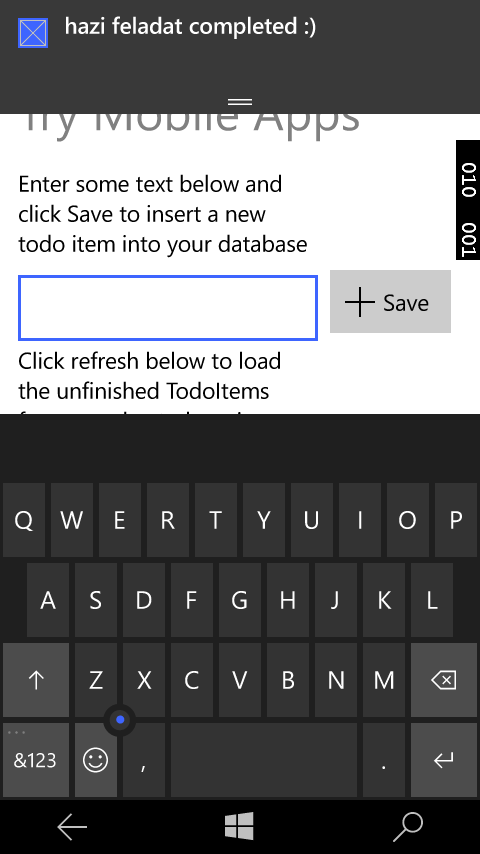 hazi feladat completed :)
Try Mobile Apps
010 001
Enter some text below and
click Save to insert a new
todo item into your database
Save
Click refresh below to load
the unfinished TodoItems
Q W E R T Y U I O P
A S D F G H J K L
Z X C V B N M
&123 , .